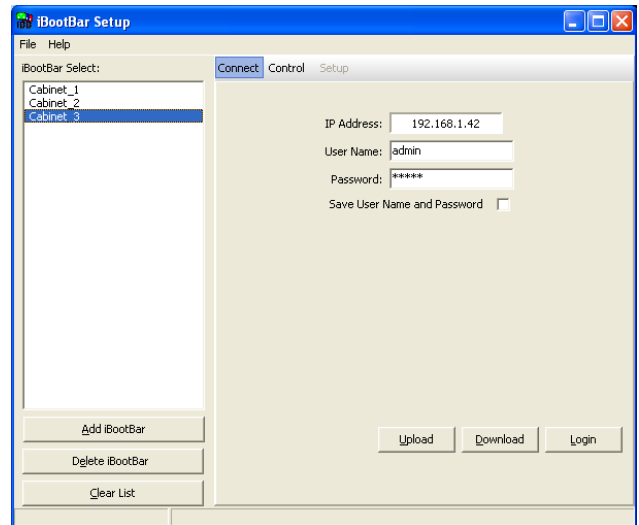 iBootBar Setup
File Help
iBootBar Select:
Connect Control Setup
Cabinet_1
Cabinet_2
Cabinet_3
IP Address: 192.168.1.42
User Name: admin
Password: *****
Save User Name and Password
Add iBootBar
Upload Download Login
Delete iBootBar
Clear List